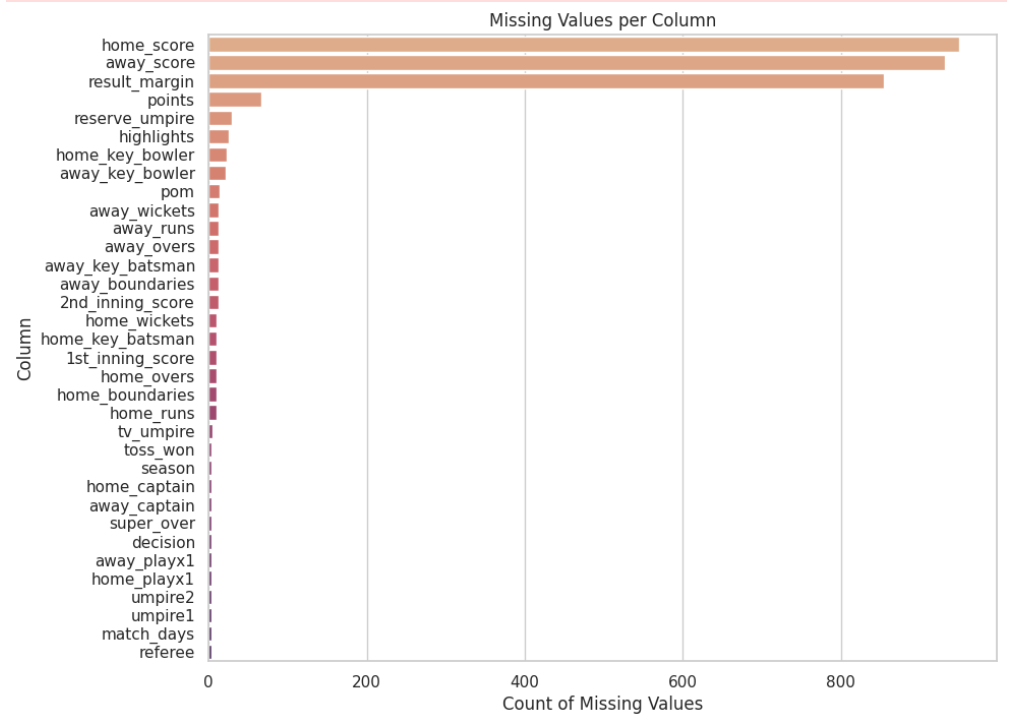 Missing Values per Column
home_score
away_score
result_margin
points
reserve_umpire
highlights
home_key_bowler
away_key_bowler
pom
away_wickets
away_runs
away_overs
away_key_batsman
away_boundaries
2nd_inning_score
home_wickets
home_key_batsman
1st_inning_score
home_overs
home_boundaries
home_runs
tv_umpire
toss_won
season
home_captain
away_captain
super_over
decision
away_playx1
home_playx1
umpire2
umpire1
match_days
referee
Column
0 200 400 600 800
Count of Missing Values